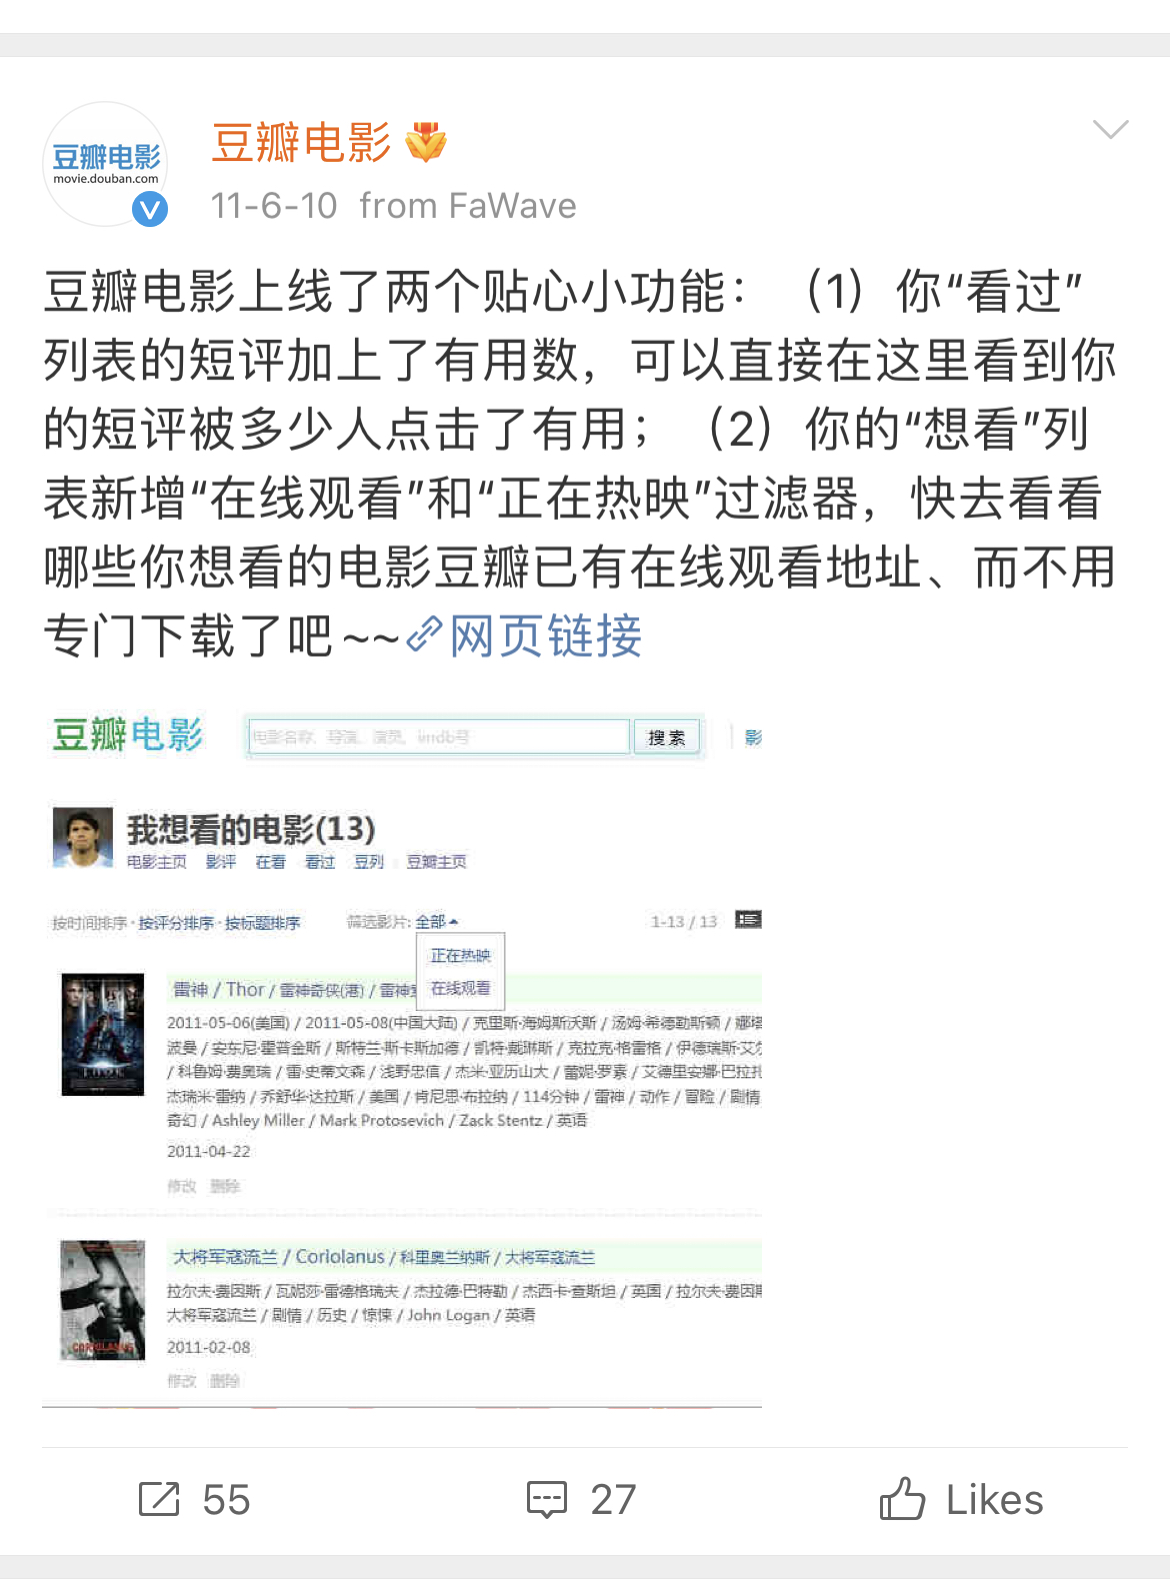 豆瓣电影
movie.douban.com
豆瓣电影
11-6-10 from FaWave
豆瓣电影上线了两个贴心小功能：（1）你“看过”
列表的短评加上了有用数，可以直接在这里看到你
的短评被多少人点击了有用；（2）你的“想看”列
表新增“在线观看”和“正在热映”过滤器，快去看看
哪些你想看的电影豆瓣已有在线观看地址、而不用
专门下载了吧~~网页链接
豆瓣电影
电影名称、导演、演员、imdb号 搜索 影
我想看的电影(13)
电影主页 影评 在看 看过 豆列 豆瓣主页
按时间排序·按评分排序·按标题排序 筛选影片: 全部 1-13 / 13
正在热映
在线观看
雷神 / Thor / 雷神奇侠(港) / 雷神
2011-05-06(美国) / 2011-05-08(中国大陆) / 克里斯·海姆斯沃斯 / 汤姆·希德勒斯顿 / 娜塔
波曼 / 安东尼·霍普金斯 / 斯特兰·斯卡斯加德 / 凯特·戴琳斯 / 克拉克·格雷格 / 伊德瑞斯·艾尔
/ 科鲁姆·费奥瑞 / 雷·史蒂文森 / 浅野忠信 / 杰米·亚历山大 / 蕾妮·罗素 / 艾德里安娜·巴拉扎
杰瑞米·雷纳 / 乔舒华·达拉斯 / 美国 / 肯尼思·布拉纳 / 114分钟 / 雷神 / 动作 / 冒险 / 剧情
奇幻 / Ashley Miller / Mark Protosevich / Zack Stentz / 英语
2011-04-22
修改 删除
THOR
大将军寇流兰 / Coriolanus / 科里奥兰纳斯 / 大将军寇流兰
拉尔夫·费因斯 / 瓦妮莎·雷德格瑞夫 / 杰拉德·巴特勒 / 杰西卡·查斯坦 / 英国 / 拉尔夫·费因斯
大将军寇流兰 / 剧情 / 历史 / 惊悚 / John Logan / 英语
2011-02-08
修改 删除
CORIOLANUS
55 27 Likes